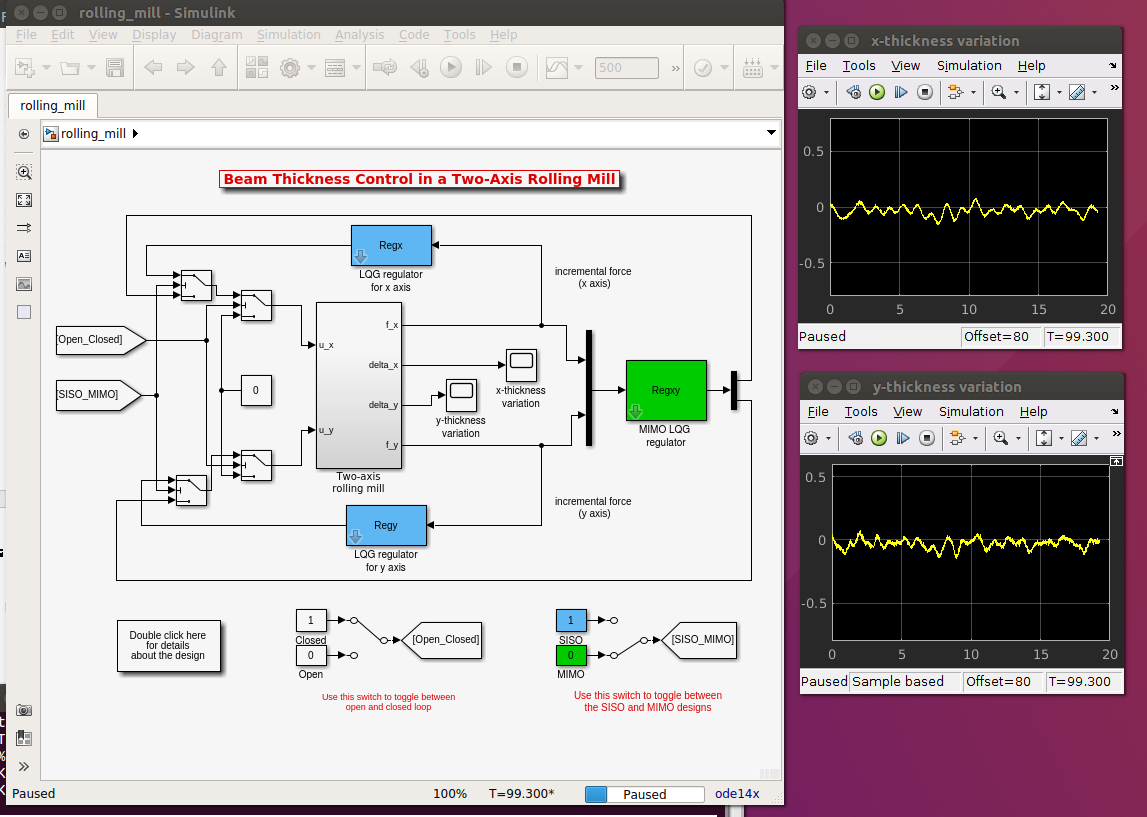 rolling_mill - Simulink
File Edit View Display Diagram Simulation Analysis Code Tools Help
500 »
rolling_mill
rolling_mill
Beam Thickness Control in a Two-Axis Rolling Mill
Regx
LQG regulator
for x axis
incremental force
(x axis)
[Open_Closed]
[SISO_MIMO]
0
u_x
u_y
f_x
delta_x
delta_y
f_y
Two-axis
rolling mill
x-thickness
variation
y-thickness
variation
Regxy
MIMO LQG
regulator
incremental force
(y axis)
Regy
LQG regulator
for y axis
Double click here
for details
about the design
1
Closed
0
Open
[Open_Closed]
Use this switch to toggle between
open and closed loop
1
SISO
0
MIMO
[SISO_MIMO]
Use this switch to toggle between
the SISO and MIMO designs
»
Paused 100% T=99.300* Paused ode14x
x-thickness variation
File Tools View Simulation Help
»
0.5
0
-0.5
0 5 10 15 20
Paused Offset=80 T=99.300
y-thickness variation
File Tools View Simulation Help
»
0.5
0
-0.5
0 5 10 15 20
Paused Sample based Offset=80 T=99.300